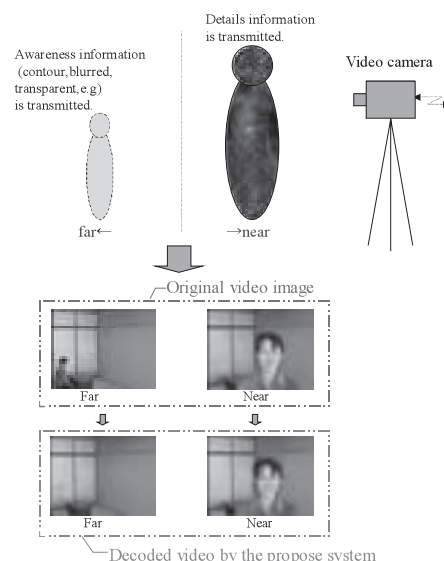 Details information
is transmitted.
Awareness information
(contour, blurred,
transparent, e.g)
is transmitted.
Video camera
far←
→near
Original video image
Far
Near
Far
Near
Decoded video by the propose system